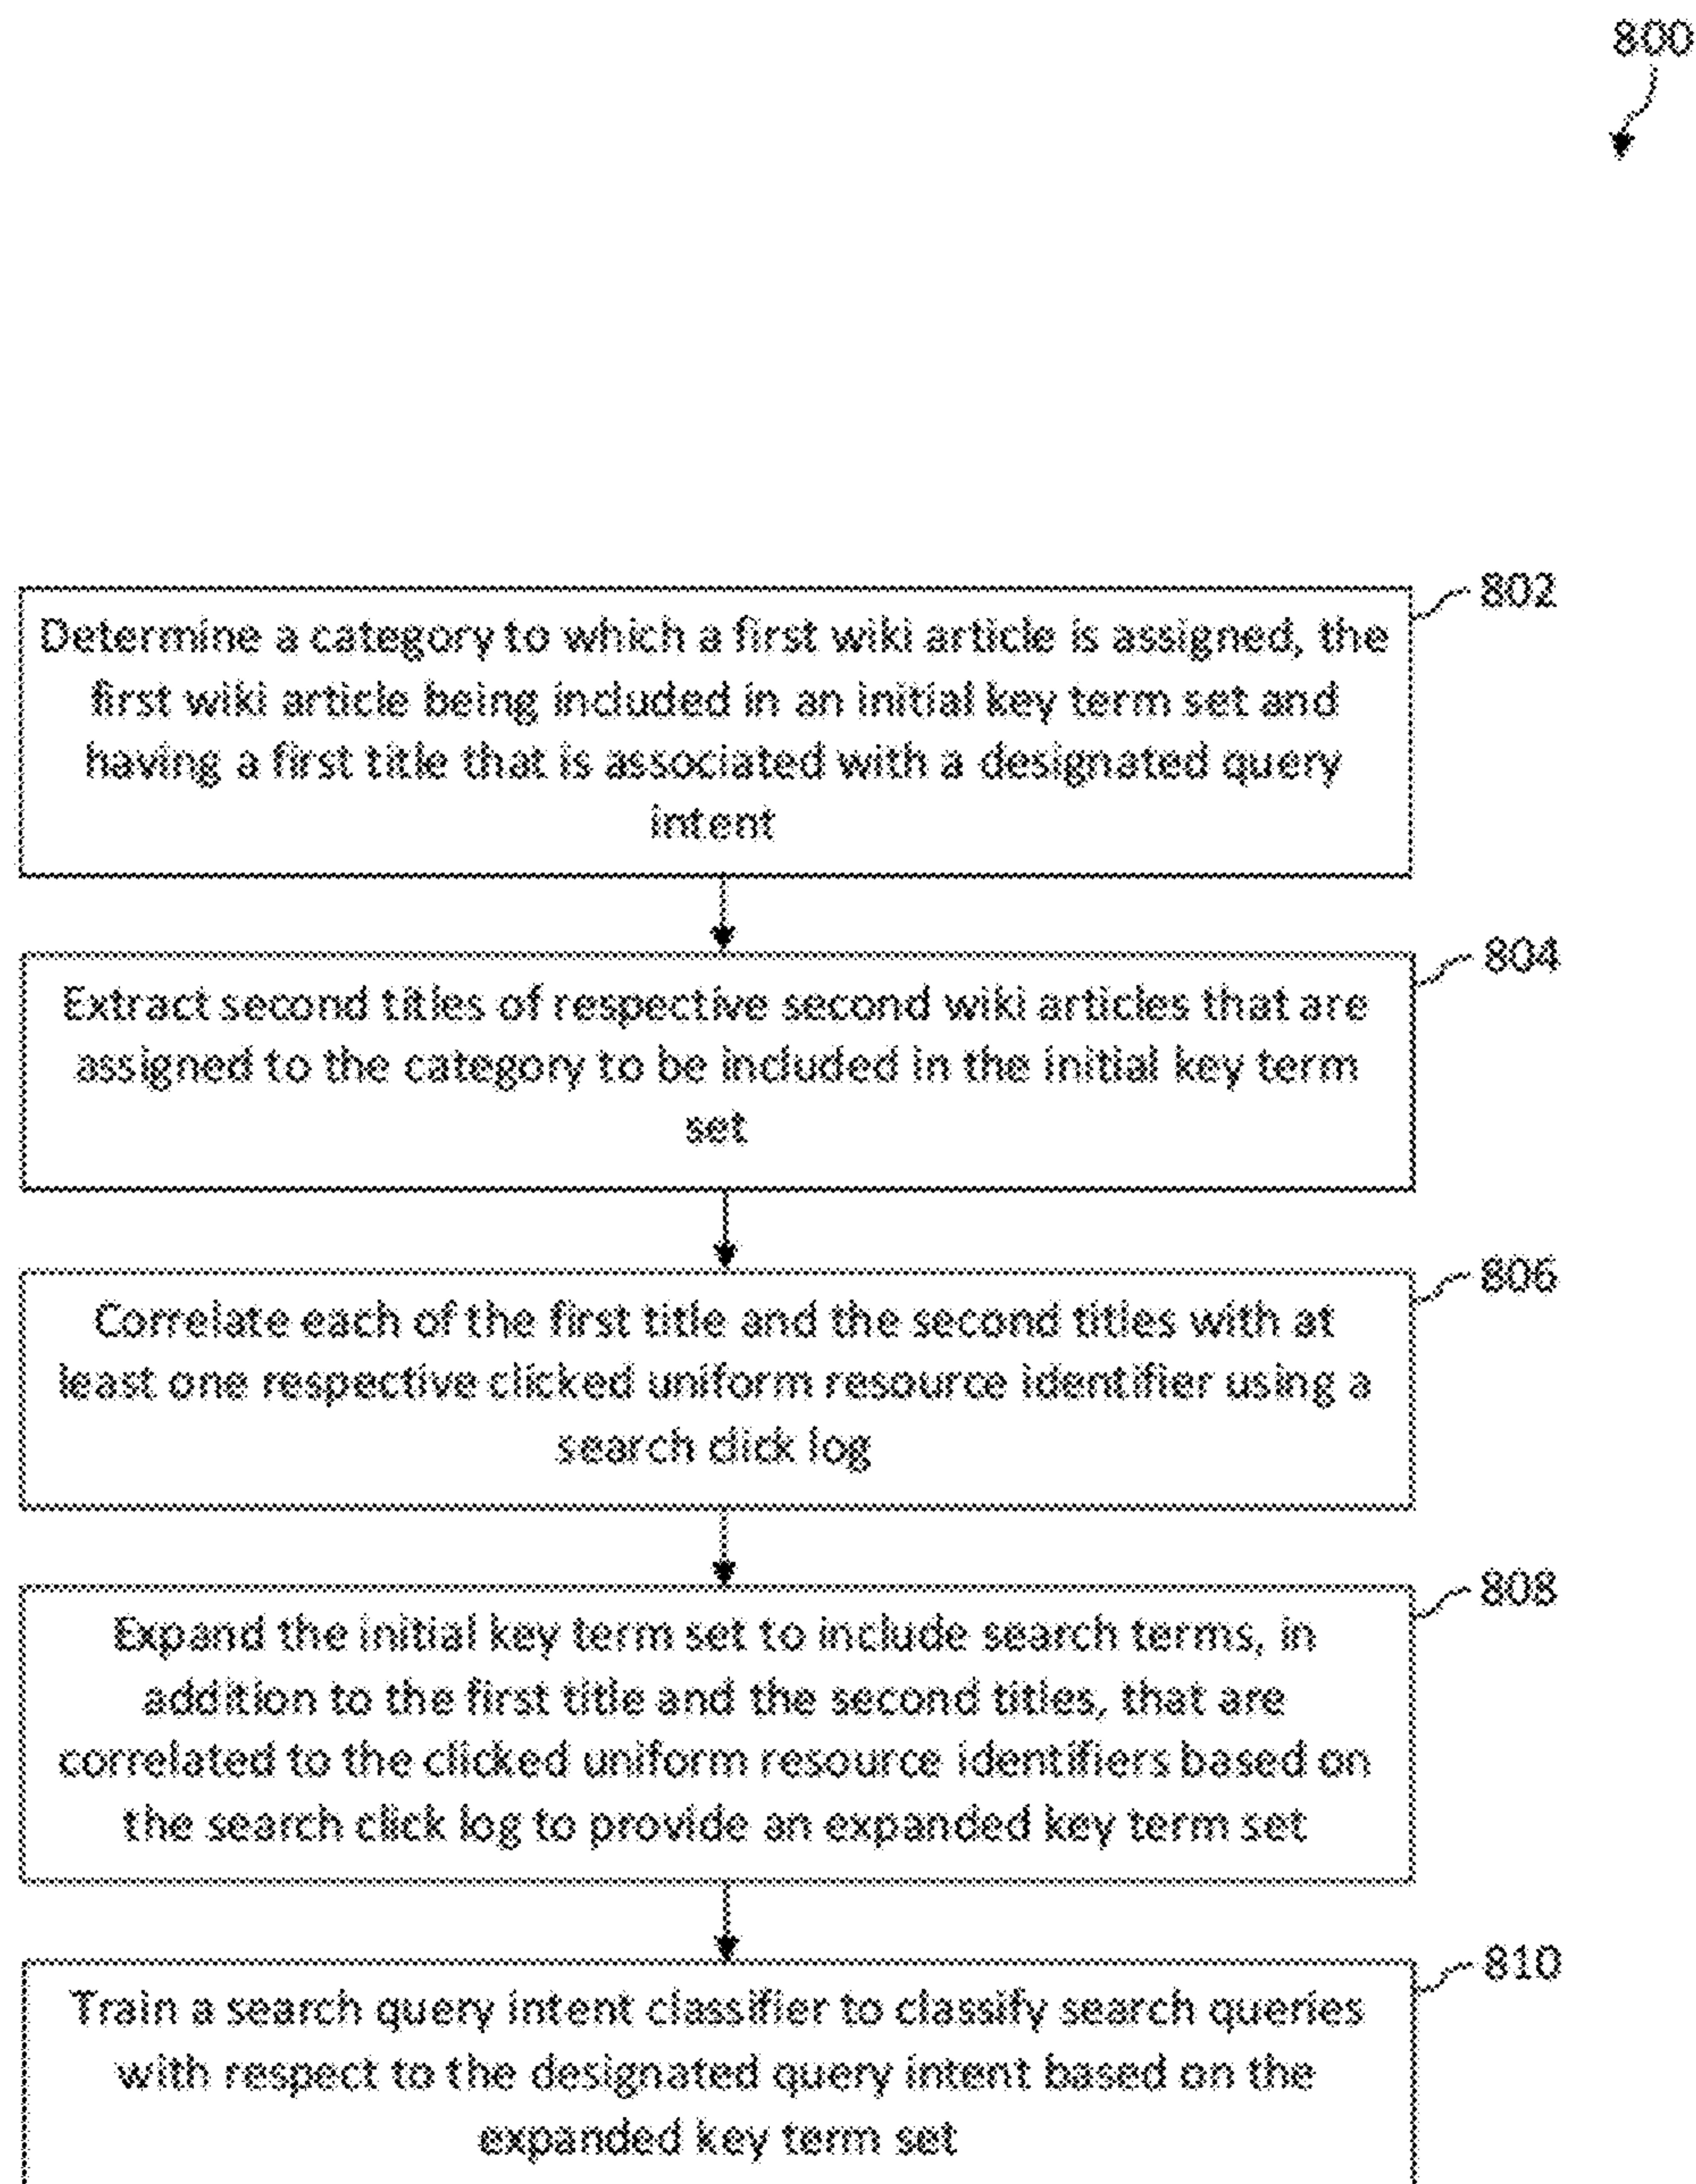 800
802
Determine a category to which a first wiki article is assigned, the
first wiki article being included in an initial key term set and
having a first title that is associated with a designated query
intent
804
Extract second titles of respective second wiki articles that are
assigned to the category to be included in the initial key term
set
806
Correlate each of the first title and the second titles with at
least one respective clicked uniform resource identifier using a
search click log
808
Expand the initial key term set to include search terms, in
addition to the first title and the second titles, that are
correlated to the clicked uniform resource identifiers based on
the search click log to provide an expanded key term set
810
Train a search query intent classifier to classify search queries
with respect to the designated query intent based on the
expanded key term set